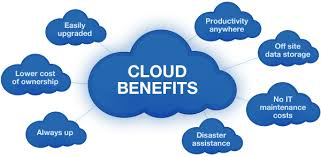 Easily
upgraded
Productivity
anywhere
Off site
data storage
Lower cost
of ownership
CLOUD
BENEFITS
No IT
maintenance
costs
Always up
Disaster
assistance